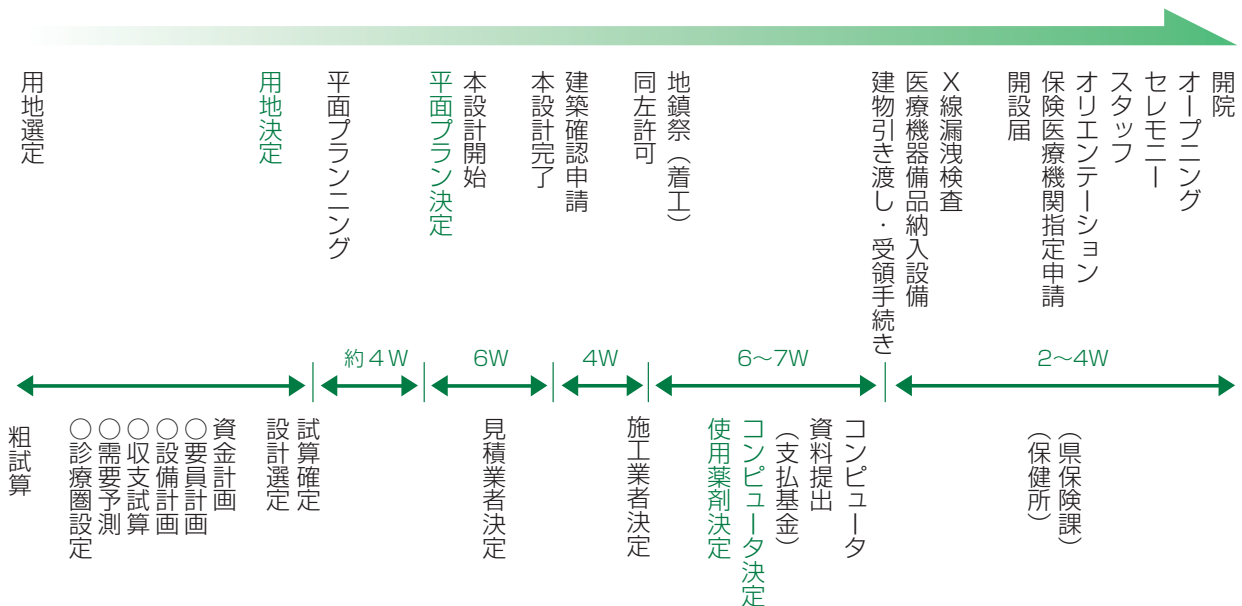 用地選定
用地決定
平面プランニング
平面プラン決定
本設計開始
本設計完了
建築確認申請
同左許可
地鎮祭（着工）
建物引き渡し・受領手続き
医療機器備品納入設備
X線漏洩検査
開設届
保険医療機関指定申請
オリエンテーション
スタッフ
セレモニー
オープニング
開院
約4W
6W
4W
6〜7W
2〜4W
粗試算
○診療圏設定
○需要予測
○収支試算
○設備計画
○要員計画
資金計画
設計選定
試算確定
見積業者決定
施工業者決定
使用薬剤決定
コンピュータ決定
（支払基金）
資料提出
コンピュータ
（保健所）
（県保険課）